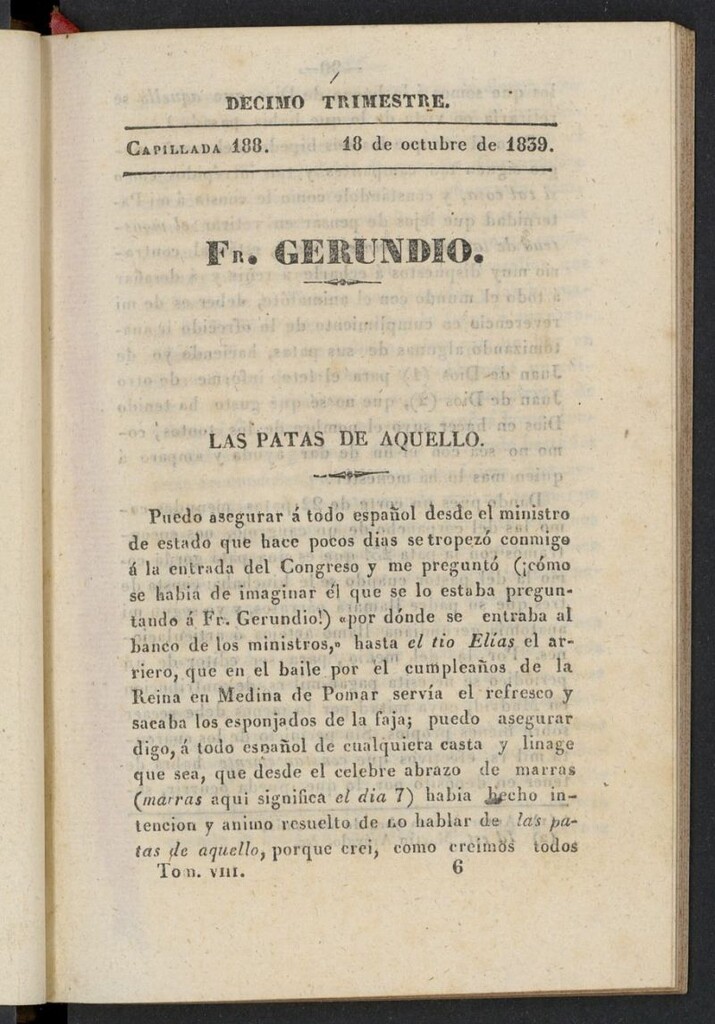 DECIMO TRIMESTRE.
CAPILLADA 188. 18 de octubre de 1839.
FR. GERUNDIO.
LAS PATAS DE AQUELLO.
Puedo asegurar á todo español desde el ministro
de estado que hace pocos dias se tropezó conmigo
á la entrada del Congreso y me preguntó (¡cómo
se habia de imaginar él que se lo estaba pregun-
tando á Fr. Gerundio!) «por dónde se entraba al
banco de los ministros,» hasta el tio Elías el ar-
riero, que en el baile por el cumpleaños de la
Reina en Medina de Pomar servía el refresco y
sacaba los esponjados de la faja; puedo asegurar
digo, á todo español de cualquiera casta y linage
que sea, que desde el celebre abrazo de marras
(marras aqui significa el dia 7) habia hecho in-
tencion y animo resuelto de no hablar de las pa-
tas de aquello, porque crei, como creimos todos
Tom. VIII. 6